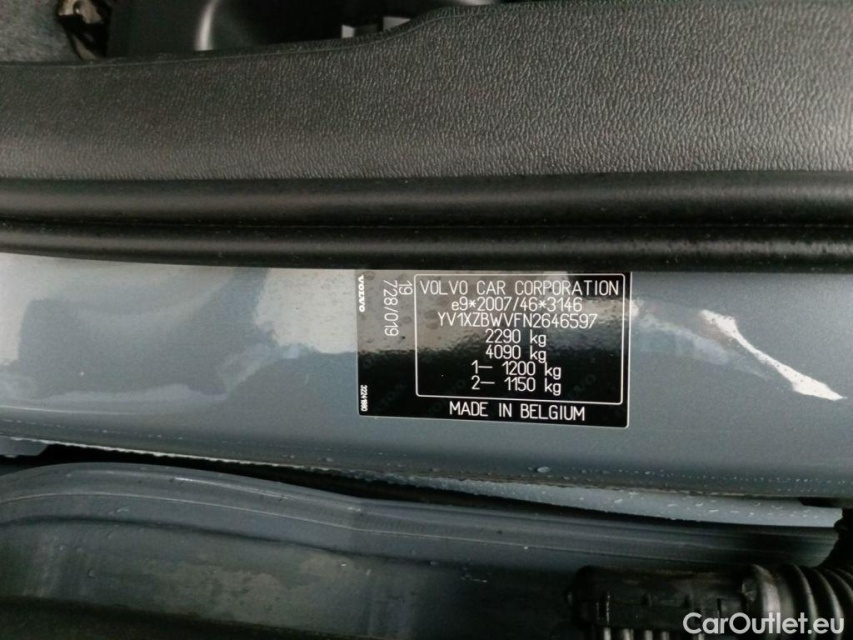 VOLVO CAR CORPORATION
e9*2007/46*3146
YV1XZBWVFN2646597
2290 kg
4090 kg
1– 1200 kg
2– 1150 kg
MADE IN BELGIUM
VOLVO
19
728/019
CarOutlet.eu